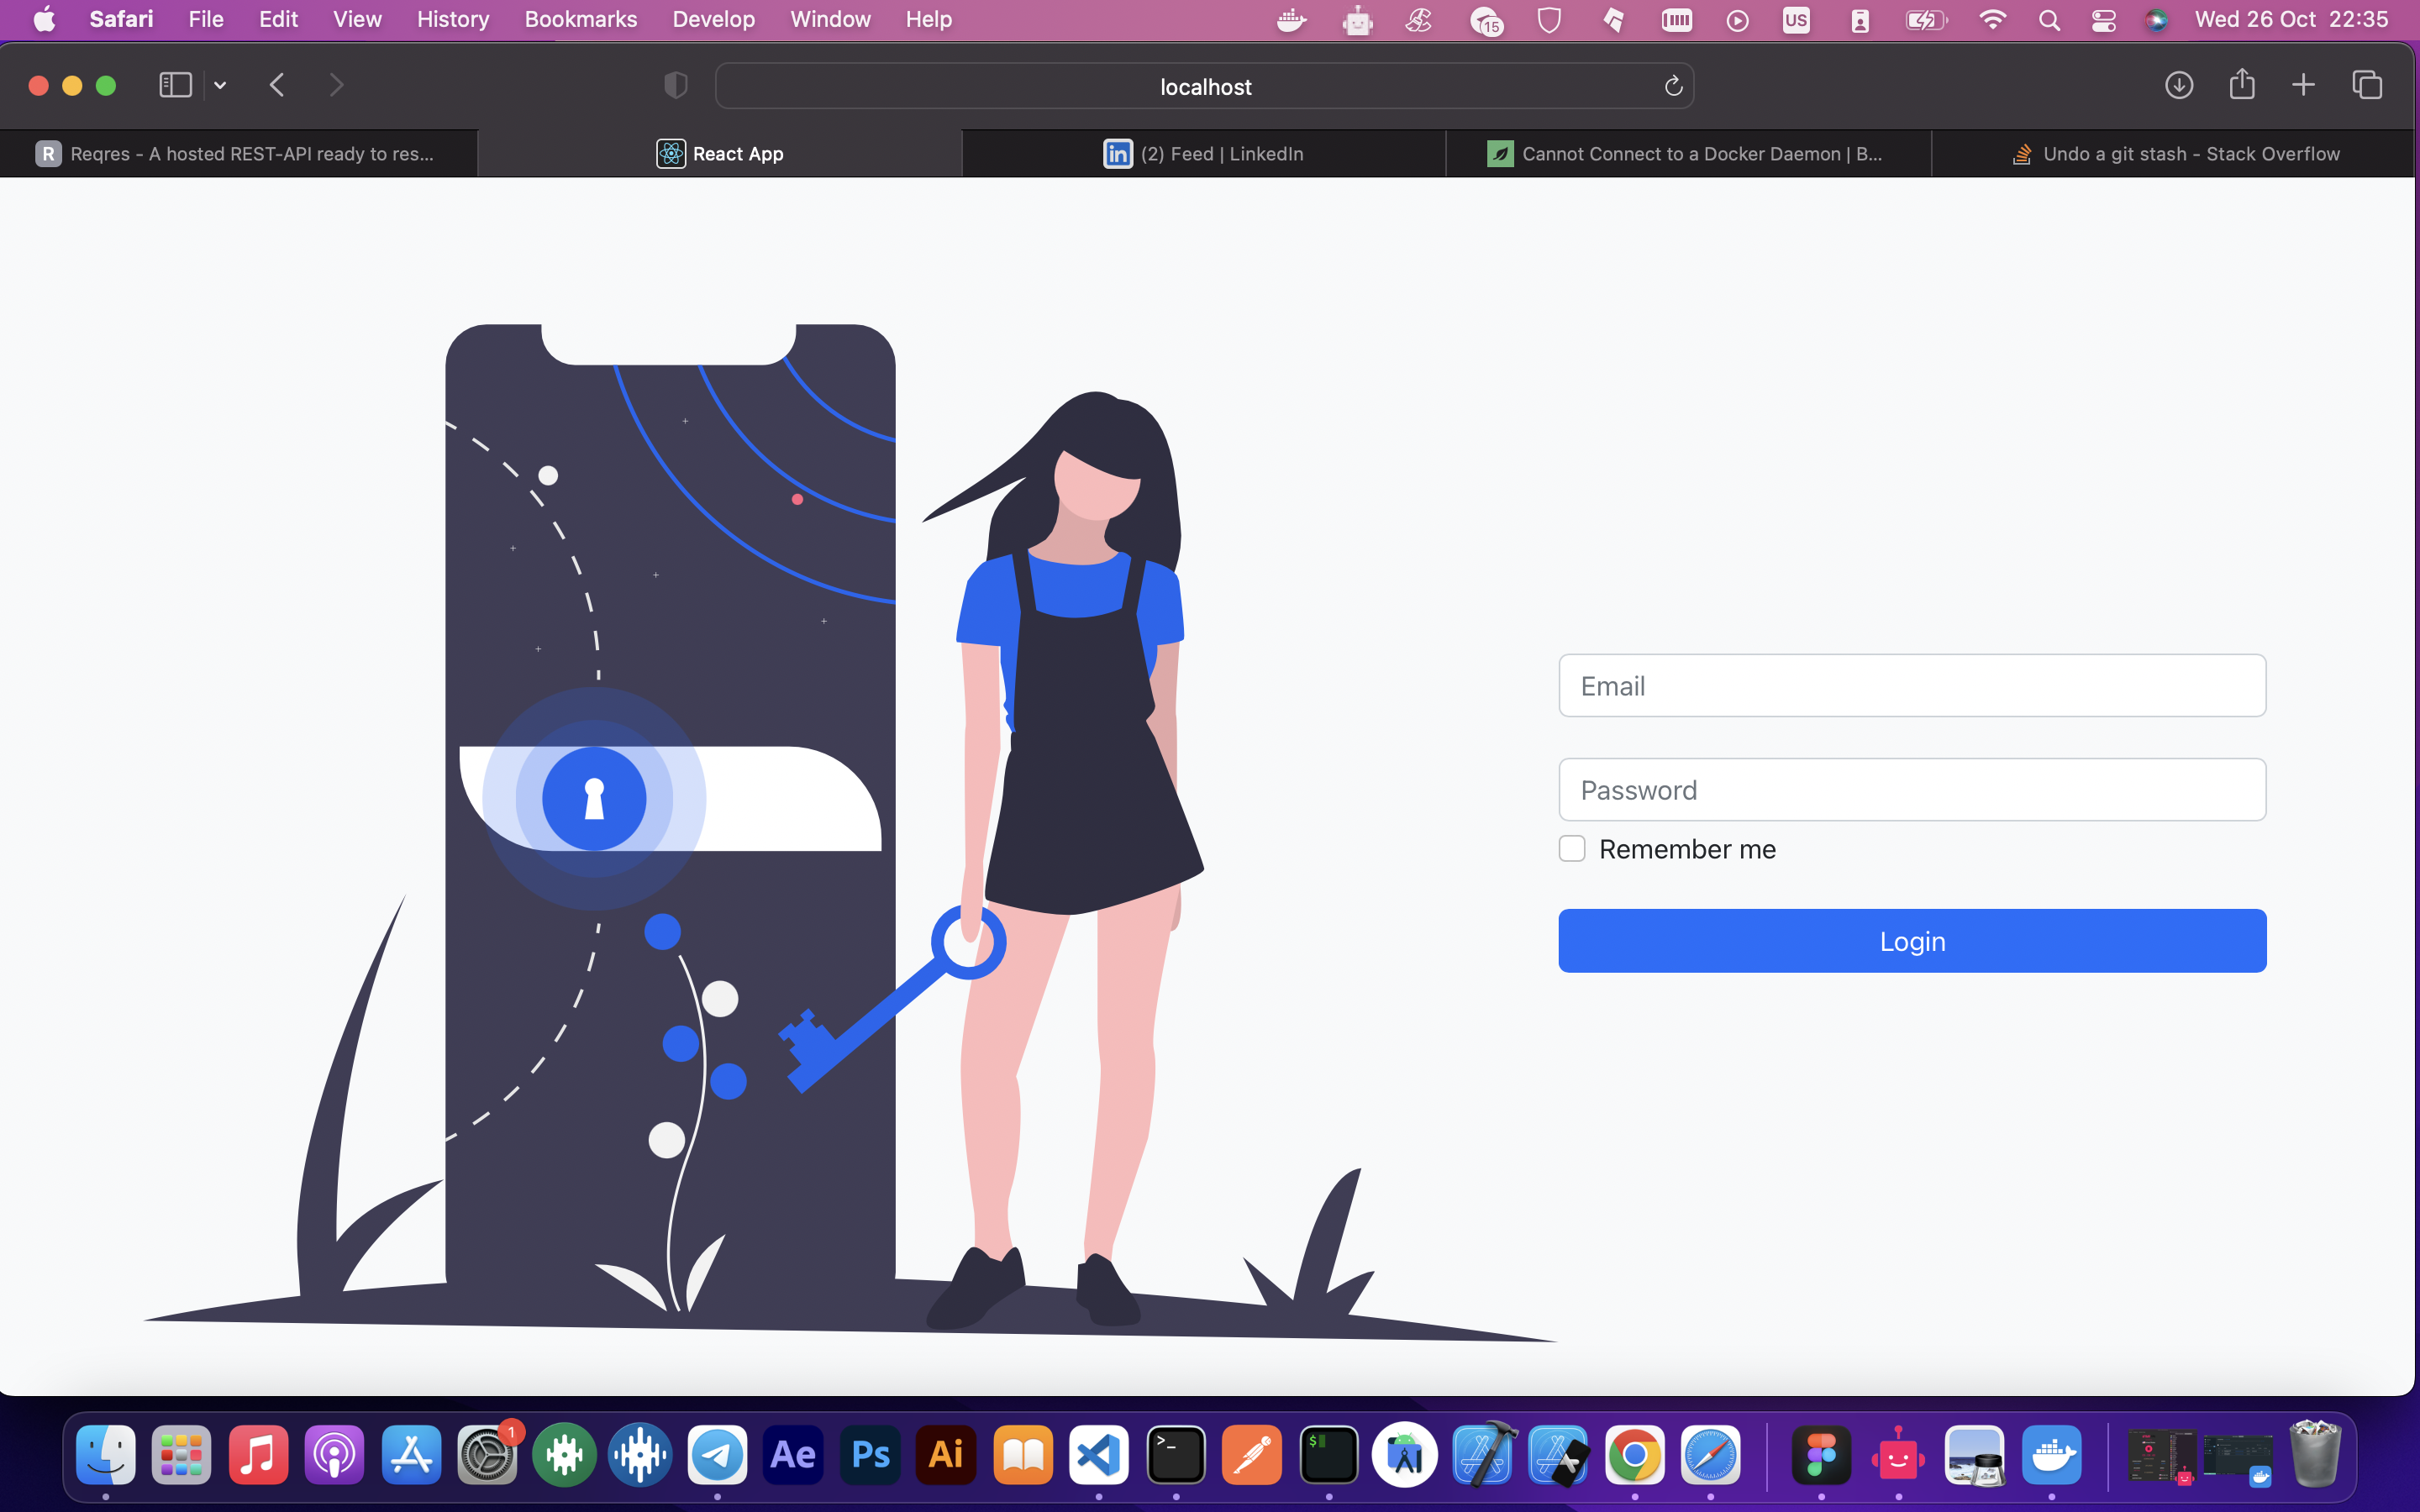 Safari File Edit View History Bookmarks Develop Window Help 15 US Wed 26 Oct 22:35
localhost
R Reqres - A hosted REST-API ready to res... React App in (2) Feed | LinkedIn Cannot Connect to a Docker Daemon | B... Undo a git stash - Stack Overflow
Email
Password
Remember me
Login
1 Ae Ps Ai >_ $